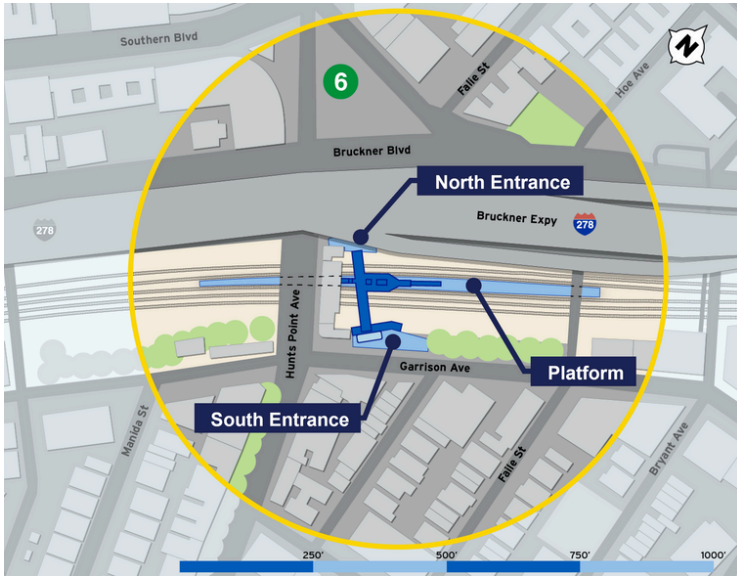 Southern Blvd
6
Faile St
Hoe Ave
N
Bruckner Blvd
North Entrance
Bruckner Expy
278
278
Hunts Point Ave
Garrison Ave
Platform
South Entrance
Manida St
Faile St
Bryant Ave
250'
500'
750'
1000'